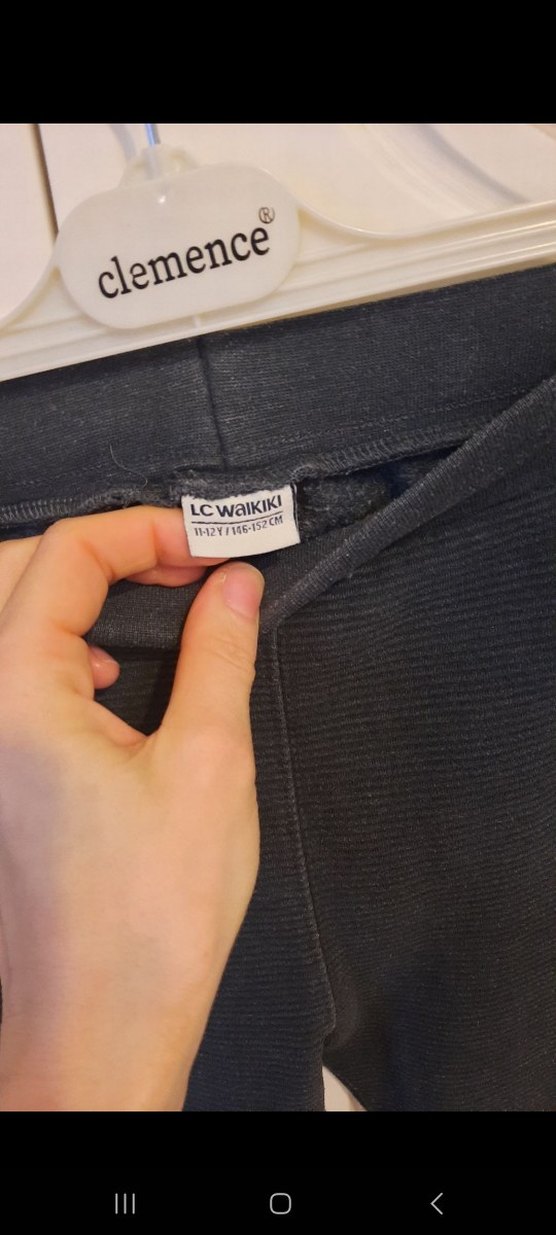 clemence®
LC WAIKIKI
11-12 Y / 146-152 CM